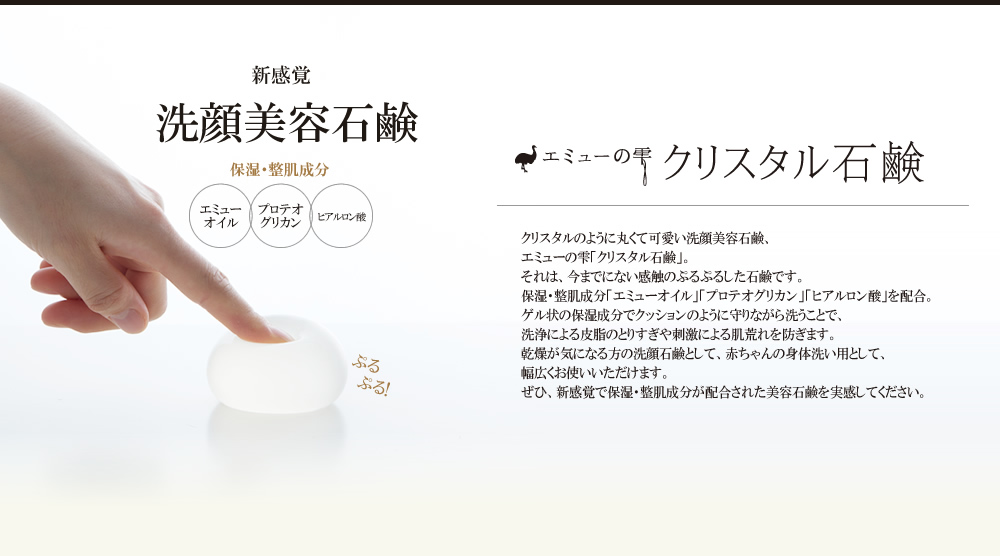 新感覚
洗顔美容石鹸
保湿・整肌成分
エミュー
オイル
プロテオ
グリカン
ヒアルロン酸
ぷる
ぷる!
エミューの雫 クリスタル石鹸
クリスタルのように丸くて可愛い洗顔美容石鹸、
エミューの雫「クリスタル石鹸」。
それは、今までにない感触のぷるぷるした石鹸です。
保湿・整肌成分「エミューオイル」「プロテオグリカン」「ヒアルロン酸」を配合。
ゲル状の保湿成分でクッションのように守りながら洗うことで、
洗浄による皮脂のとりすぎや刺激による肌荒れを防ぎます。
乾燥が気になる方の洗顔石鹸として、赤ちゃんの身体洗い用として、
幅広くお使いいただけます。
ぜひ、新感覚で保湿・整肌成分が配合された美容石鹸を実感してください。